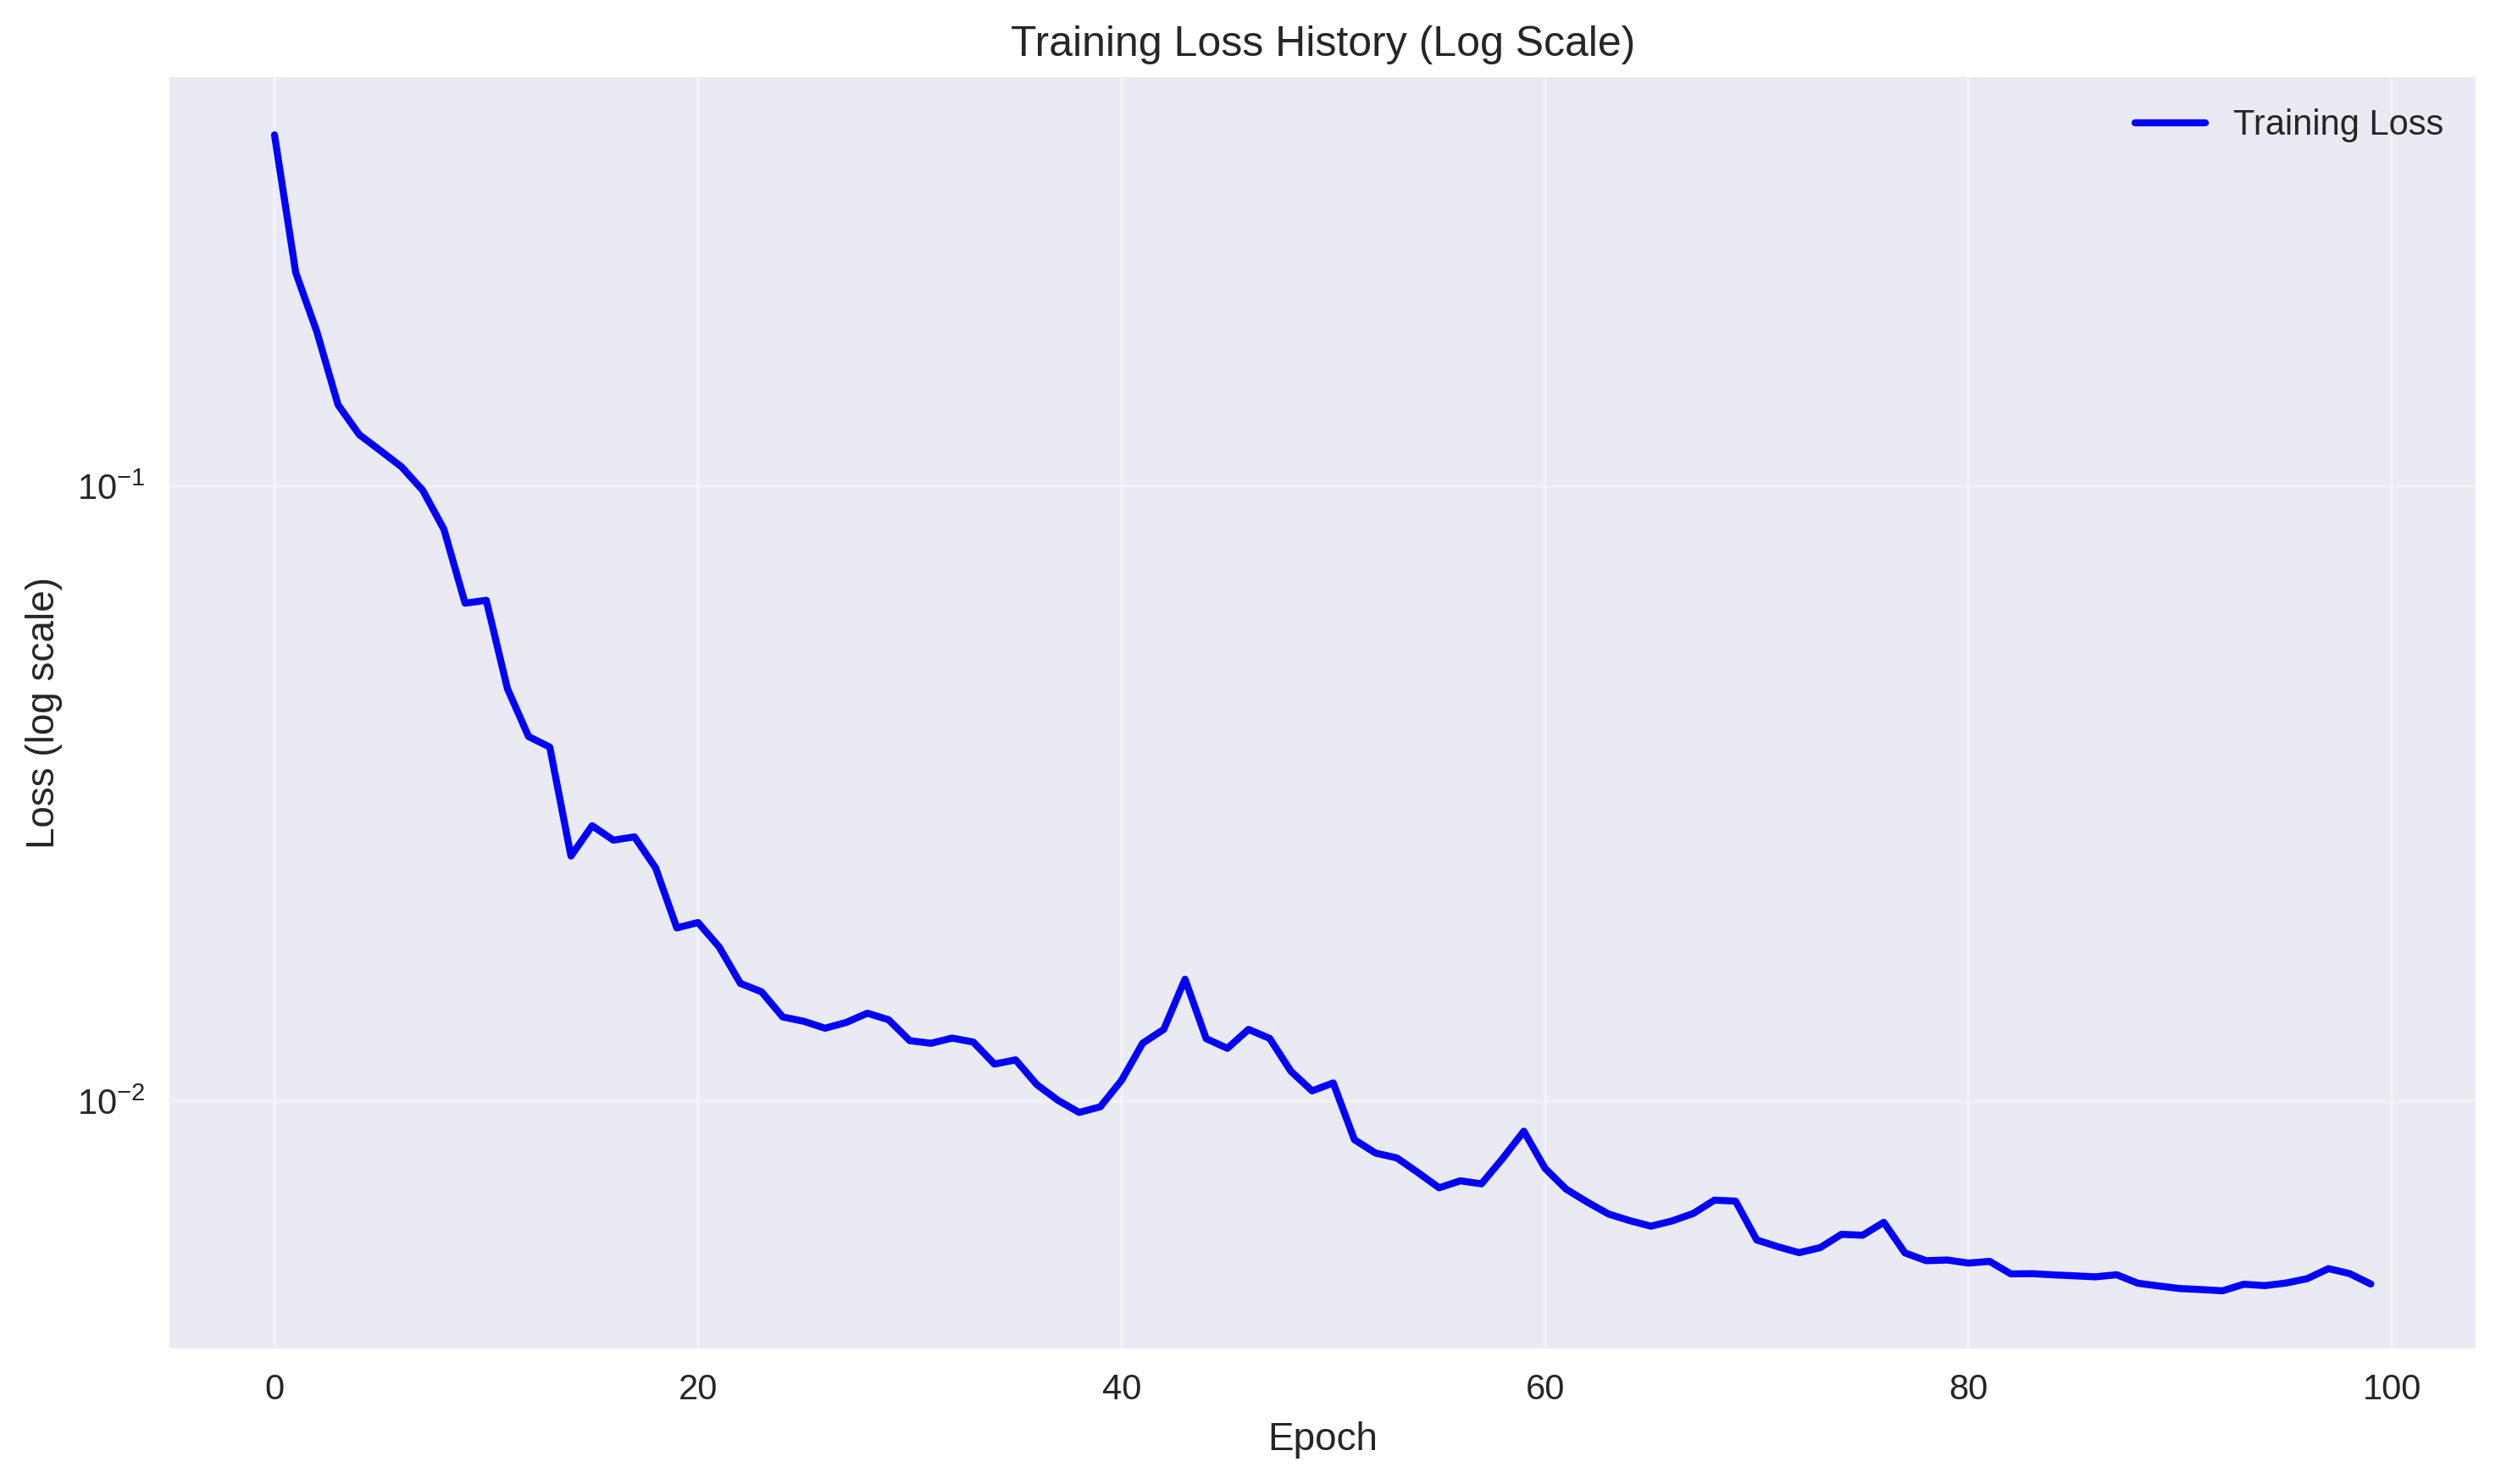 Training Loss History (Log Scale)
Training Loss
10⁻¹
10⁻²
Loss (log scale)
0 20 40 60 80 100
Epoch